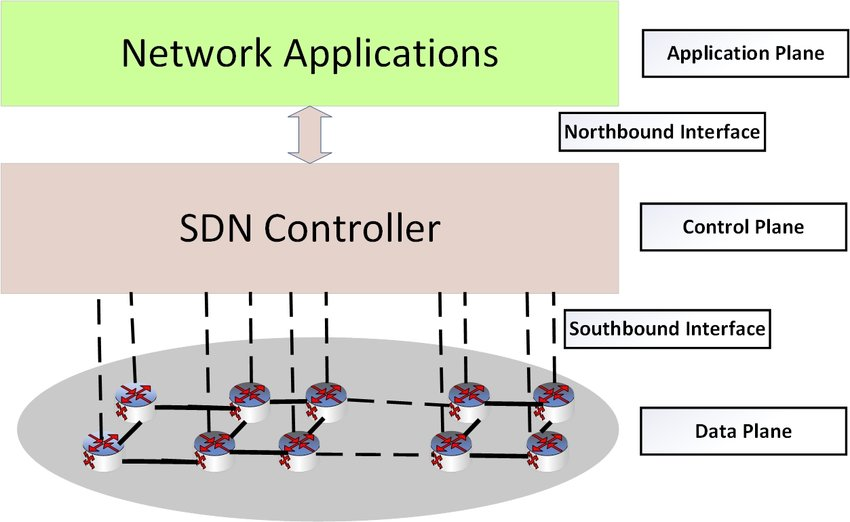 Network Applications
Application Plane
Northbound Interface
SDN Controller
Control Plane
Southbound Interface
Data Plane